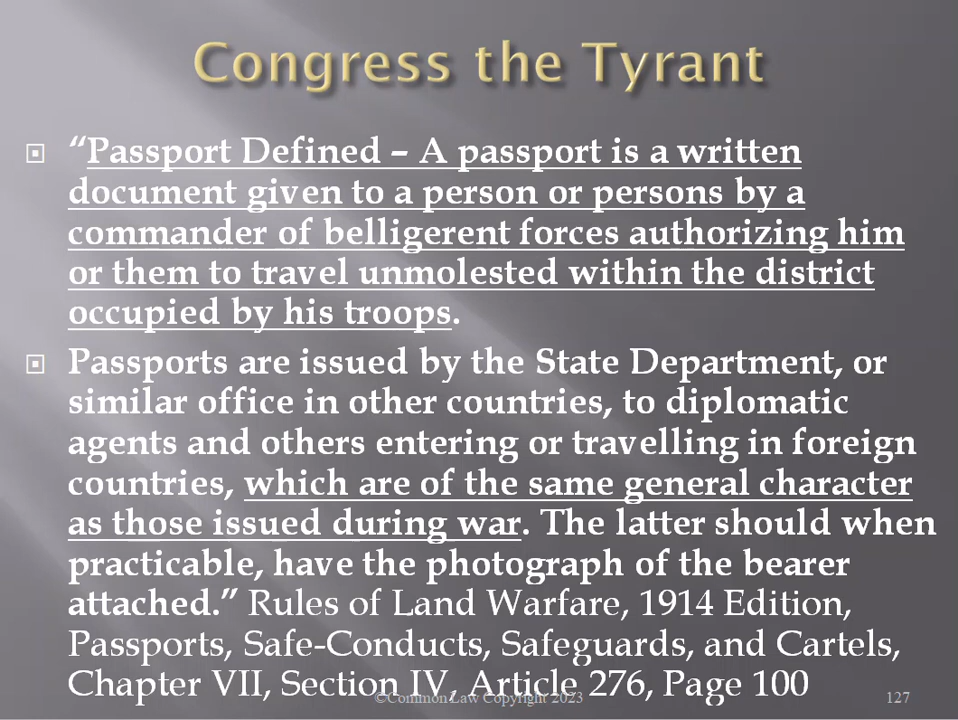 Congress the Tyrant
“Passport Defined – A passport is a written
document given to a person or persons by a
commander of belligerent forces authorizing him
or them to travel unmolested within the district
occupied by his troops.
Passports are issued by the State Department, or
similar office in other countries, to diplomatic
agents and others entering or travelling in foreign
countries, which are of the same general character
as those issued during war. The latter should when
practicable, have the photograph of the bearer
attached.” Rules of Land Warfare, 1914 Edition,
Passports, Safe-Conducts, Safeguards, and Cartels,
Chapter VII, Section IV, Article 276, Page 100
©Common Law Copyright 2023
127